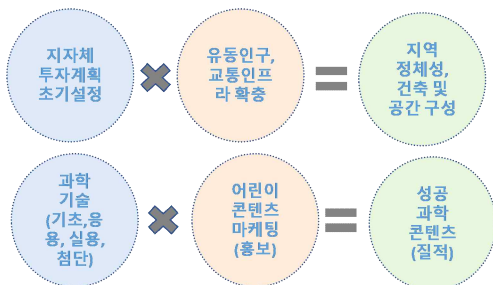 지자체
투자계획
초기설정
유동인구,
교통인프
라 확충
지역
정체성,
건축 및
공간 구성
과학
기술
(기초,응
용, 실용,
첨단)
어린이
콘텐츠
마케팅
(홍보)
성공
과학
콘텐츠
(질적)